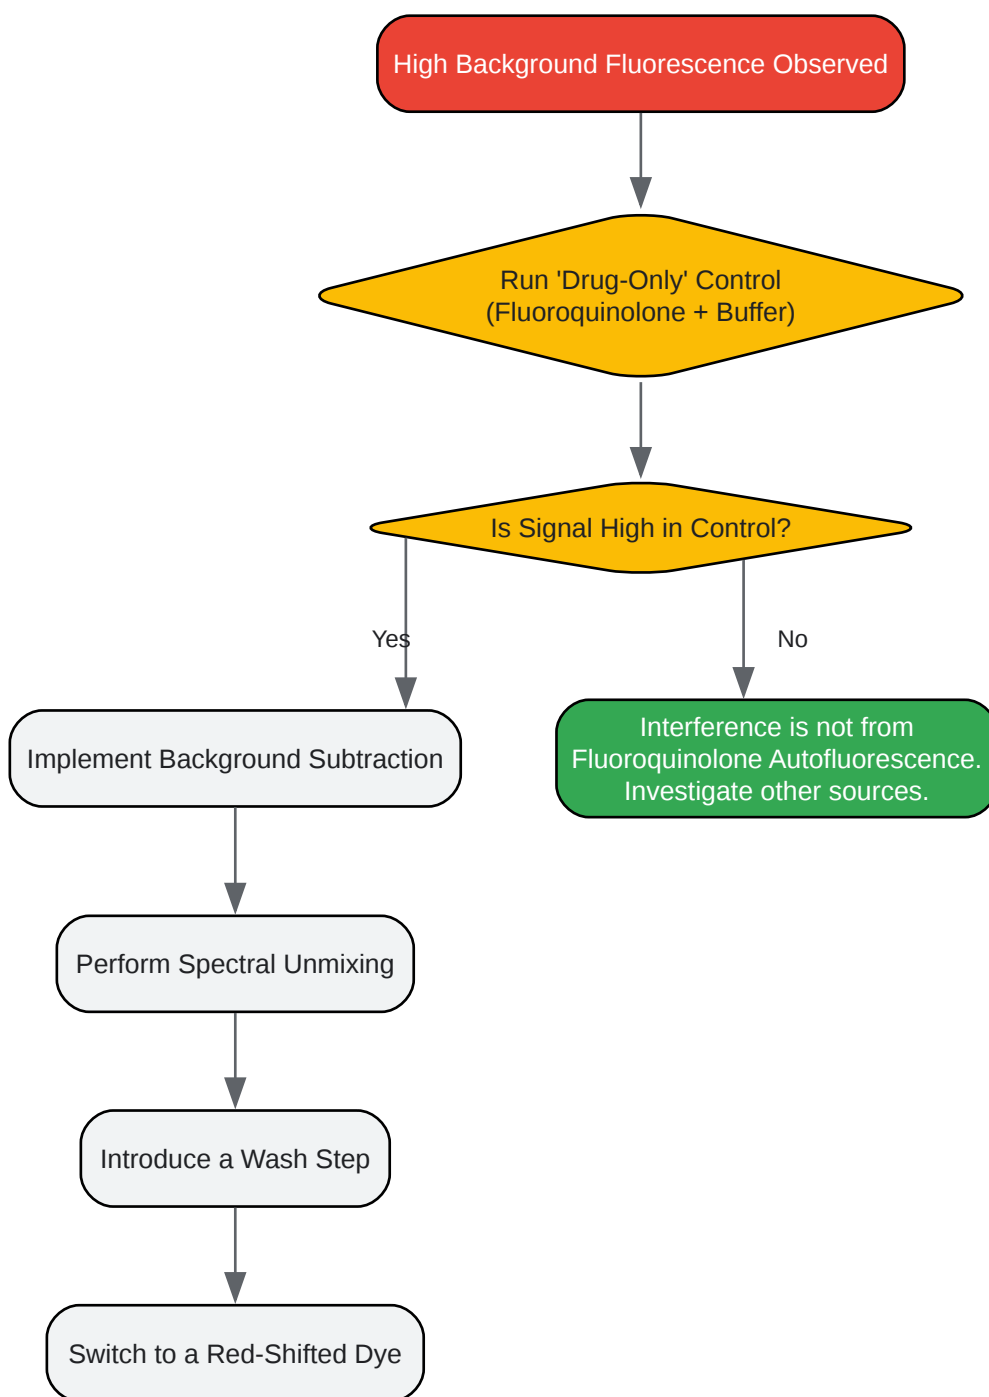 High Background Fluorescence Observed
Run 'Drug-Only' Control
(Fluoroquinolone + Buffer)
Is Signal High in Control?
Yes
No
Implement Background Subtraction
Interference is not from
Fluoroquinolone Autofluorescence.
Investigate other sources.
Perform Spectral Unmixing
Introduce a Wash Step
Switch to a Red-Shifted Dye